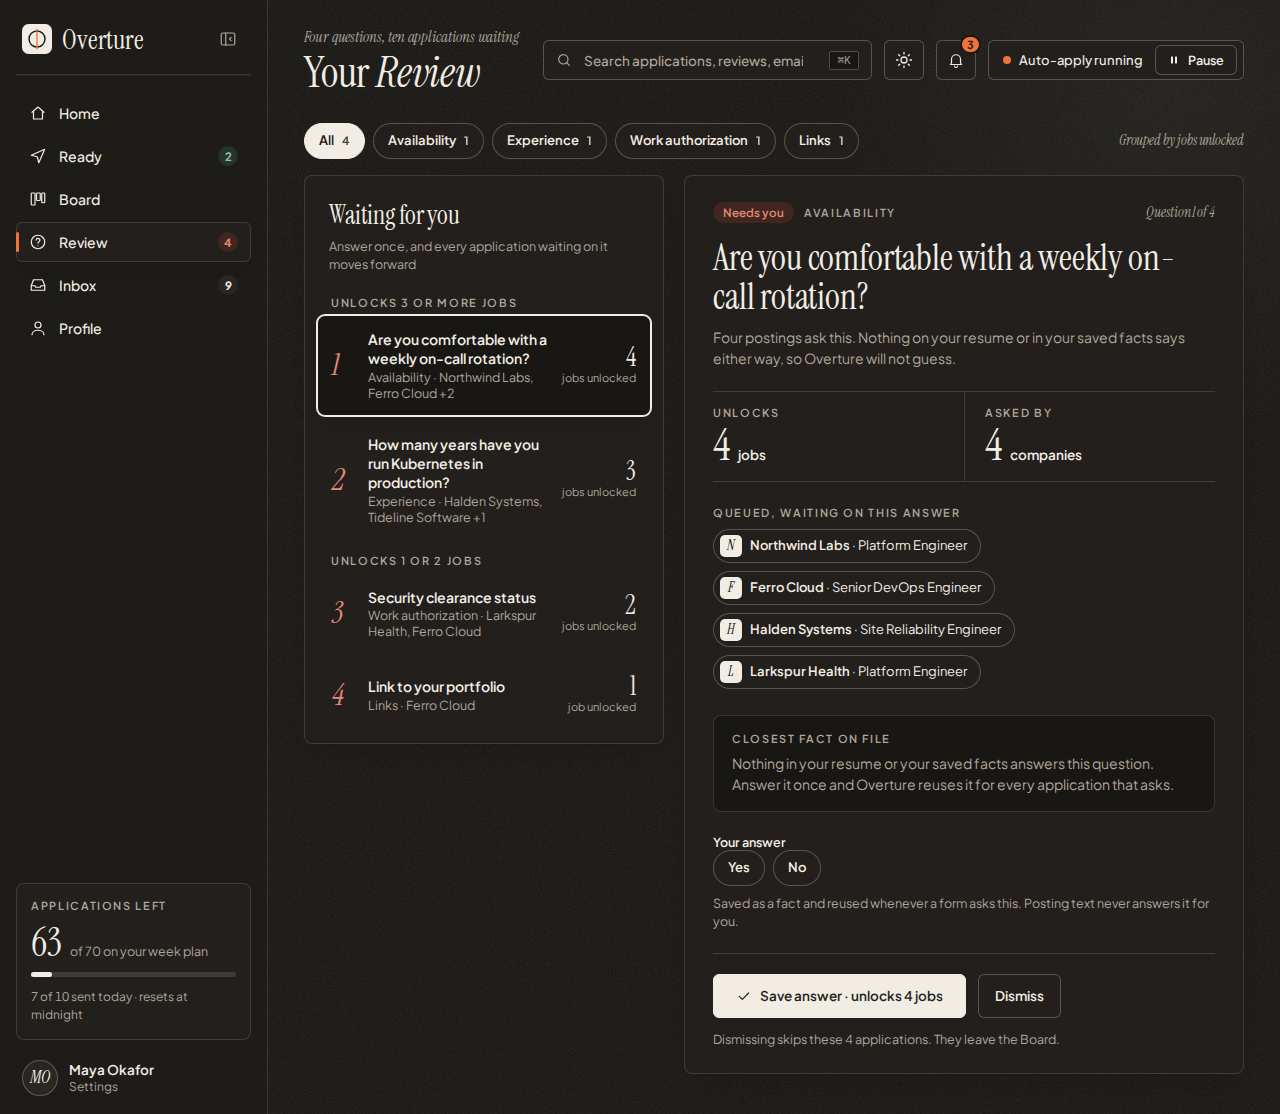 Overture
Home
Ready 2
Board
Review 4
Inbox 9
Profile
APPLICATIONS LEFT
63 of 70 on your week plan
7 of 10 sent today · resets at
midnight
MO
Maya Okafor
Settings
Four questions, ten applications waiting
Your Review
Search applications, reviews, emai
⌘K
3
Auto-apply running
Pause
All 4
Availability 1
Experience 1
Work authorization 1
Links 1
Grouped by jobs unlocked
Waiting for you
Answer once, and every application waiting on it
moves forward
UNLOCKS 3 OR MORE JOBS
1
Are you comfortable with a
weekly on-call rotation?
Availability · Northwind Labs,
Ferro Cloud +2
4
jobs unlocked
2
How many years have you
run Kubernetes in
production?
Experience · Halden Systems,
Tideline Software +1
3
jobs unlocked
UNLOCKS 1 OR 2 JOBS
3
Security clearance status
Work authorization · Larkspur
Health, Ferro Cloud
2
jobs unlocked
4
Link to your portfolio
Links · Ferro Cloud
1
job unlocked
Needs you
AVAILABILITY
Question 1 of 4
Are you comfortable with a weekly on-
call rotation?
Four postings ask this. Nothing on your resume or in your saved facts says
either way, so Overture will not guess.
UNLOCKS
4 jobs
ASKED BY
4 companies
QUEUED, WAITING ON THIS ANSWER
N Northwind Labs · Platform Engineer
F Ferro Cloud · Senior DevOps Engineer
H Halden Systems · Site Reliability Engineer
L Larkspur Health · Platform Engineer
CLOSEST FACT ON FILE
Nothing in your resume or your saved facts answers this question.
Answer it once and Overture reuses it for every application that asks.
Your answer
Yes
No
Saved as a fact and reused whenever a form asks this. Posting text never answers it for
you.
Save answer · unlocks 4 jobs
Dismiss
Dismissing skips these 4 applications. They leave the Board.